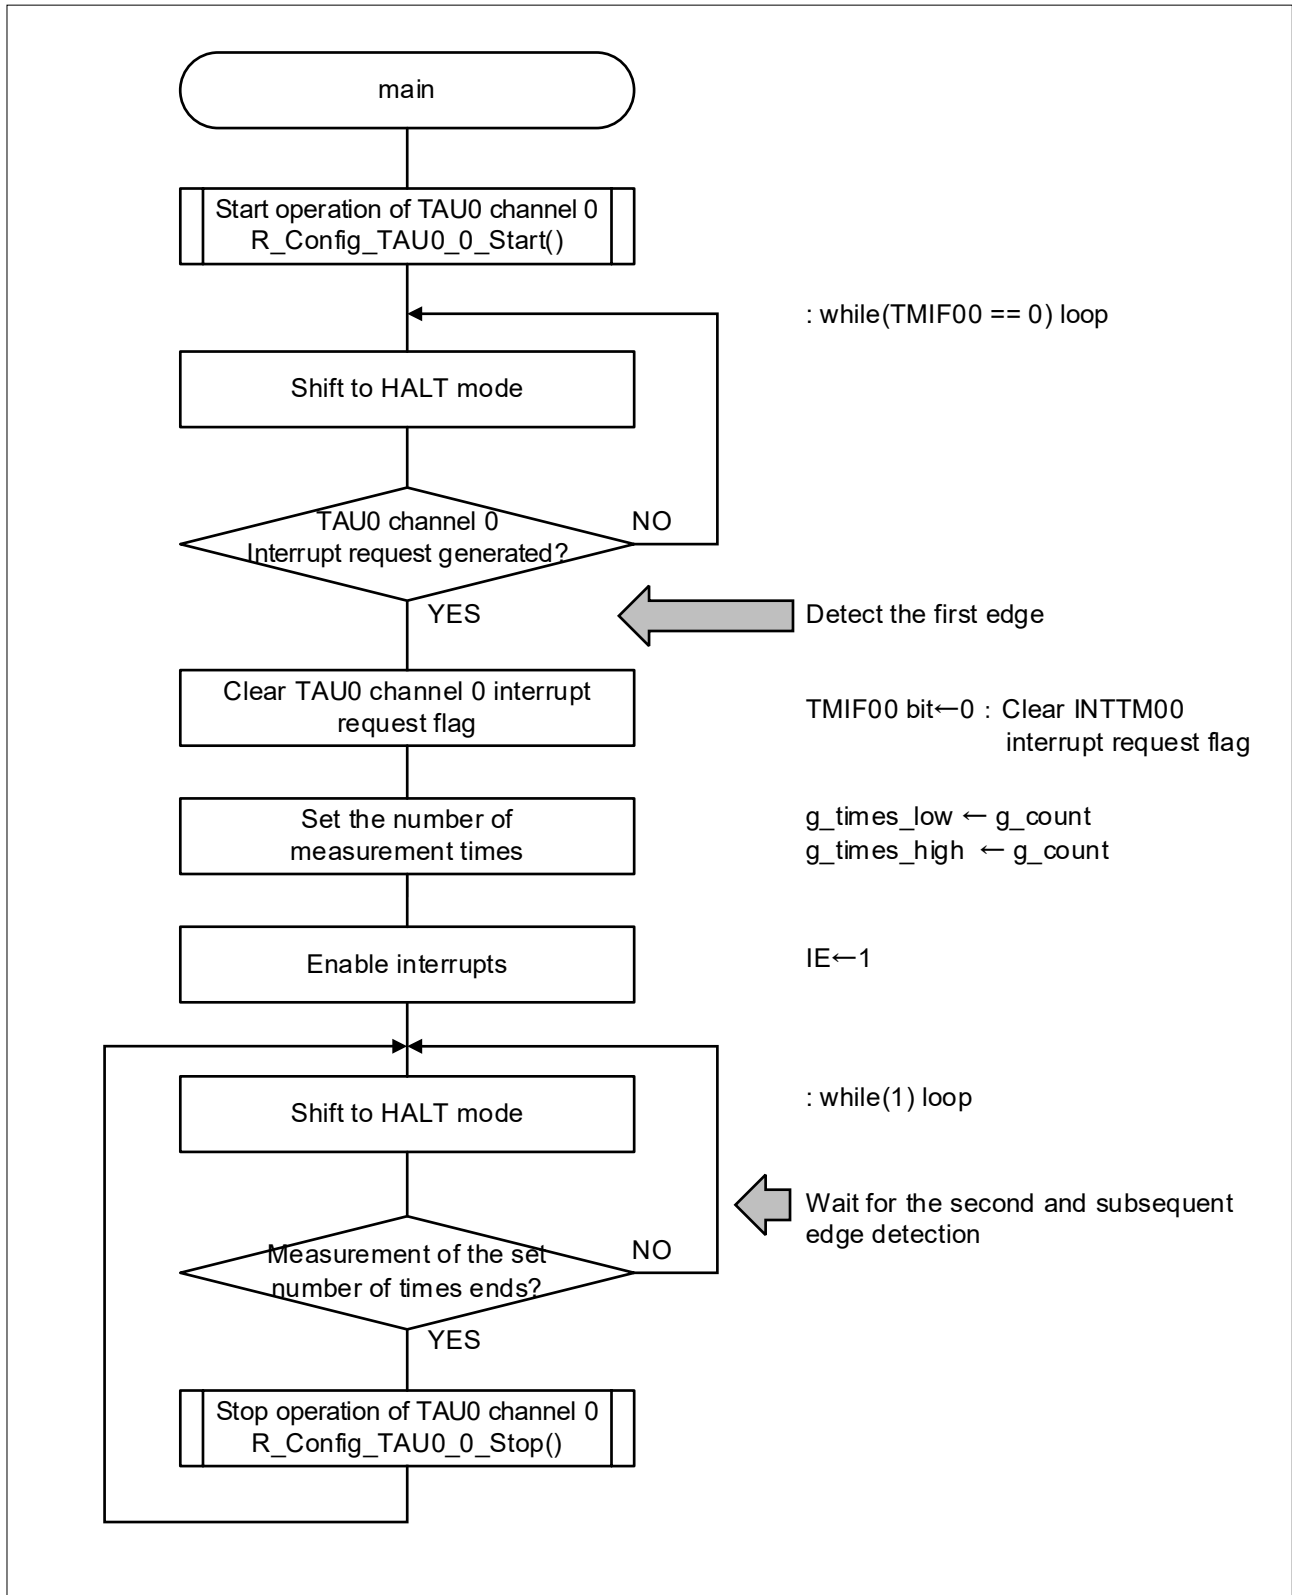 main
Start operation of TAU0 channel 0
R_Config_TAU0_0_Start()
: while(TMIF00 == 0) loop
Shift to HALT mode
TAU0 channel 0
Interrupt request generated?
NO
YES
Detect the first edge
Clear TAU0 channel 0 interrupt
request flag
TMIF00 bit←0 : Clear INTTM00
interrupt request flag
Set the number of
measurement times
g_times_low ← g_count
g_times_high ← g_count
Enable interrupts
IE←1
Shift to HALT mode
: while(1) loop
Wait for the second and subsequent
edge detection
Measurement of the set
number of times ends?
NO
YES
Stop operation of TAU0 channel 0
R_Config_TAU0_0_Stop()